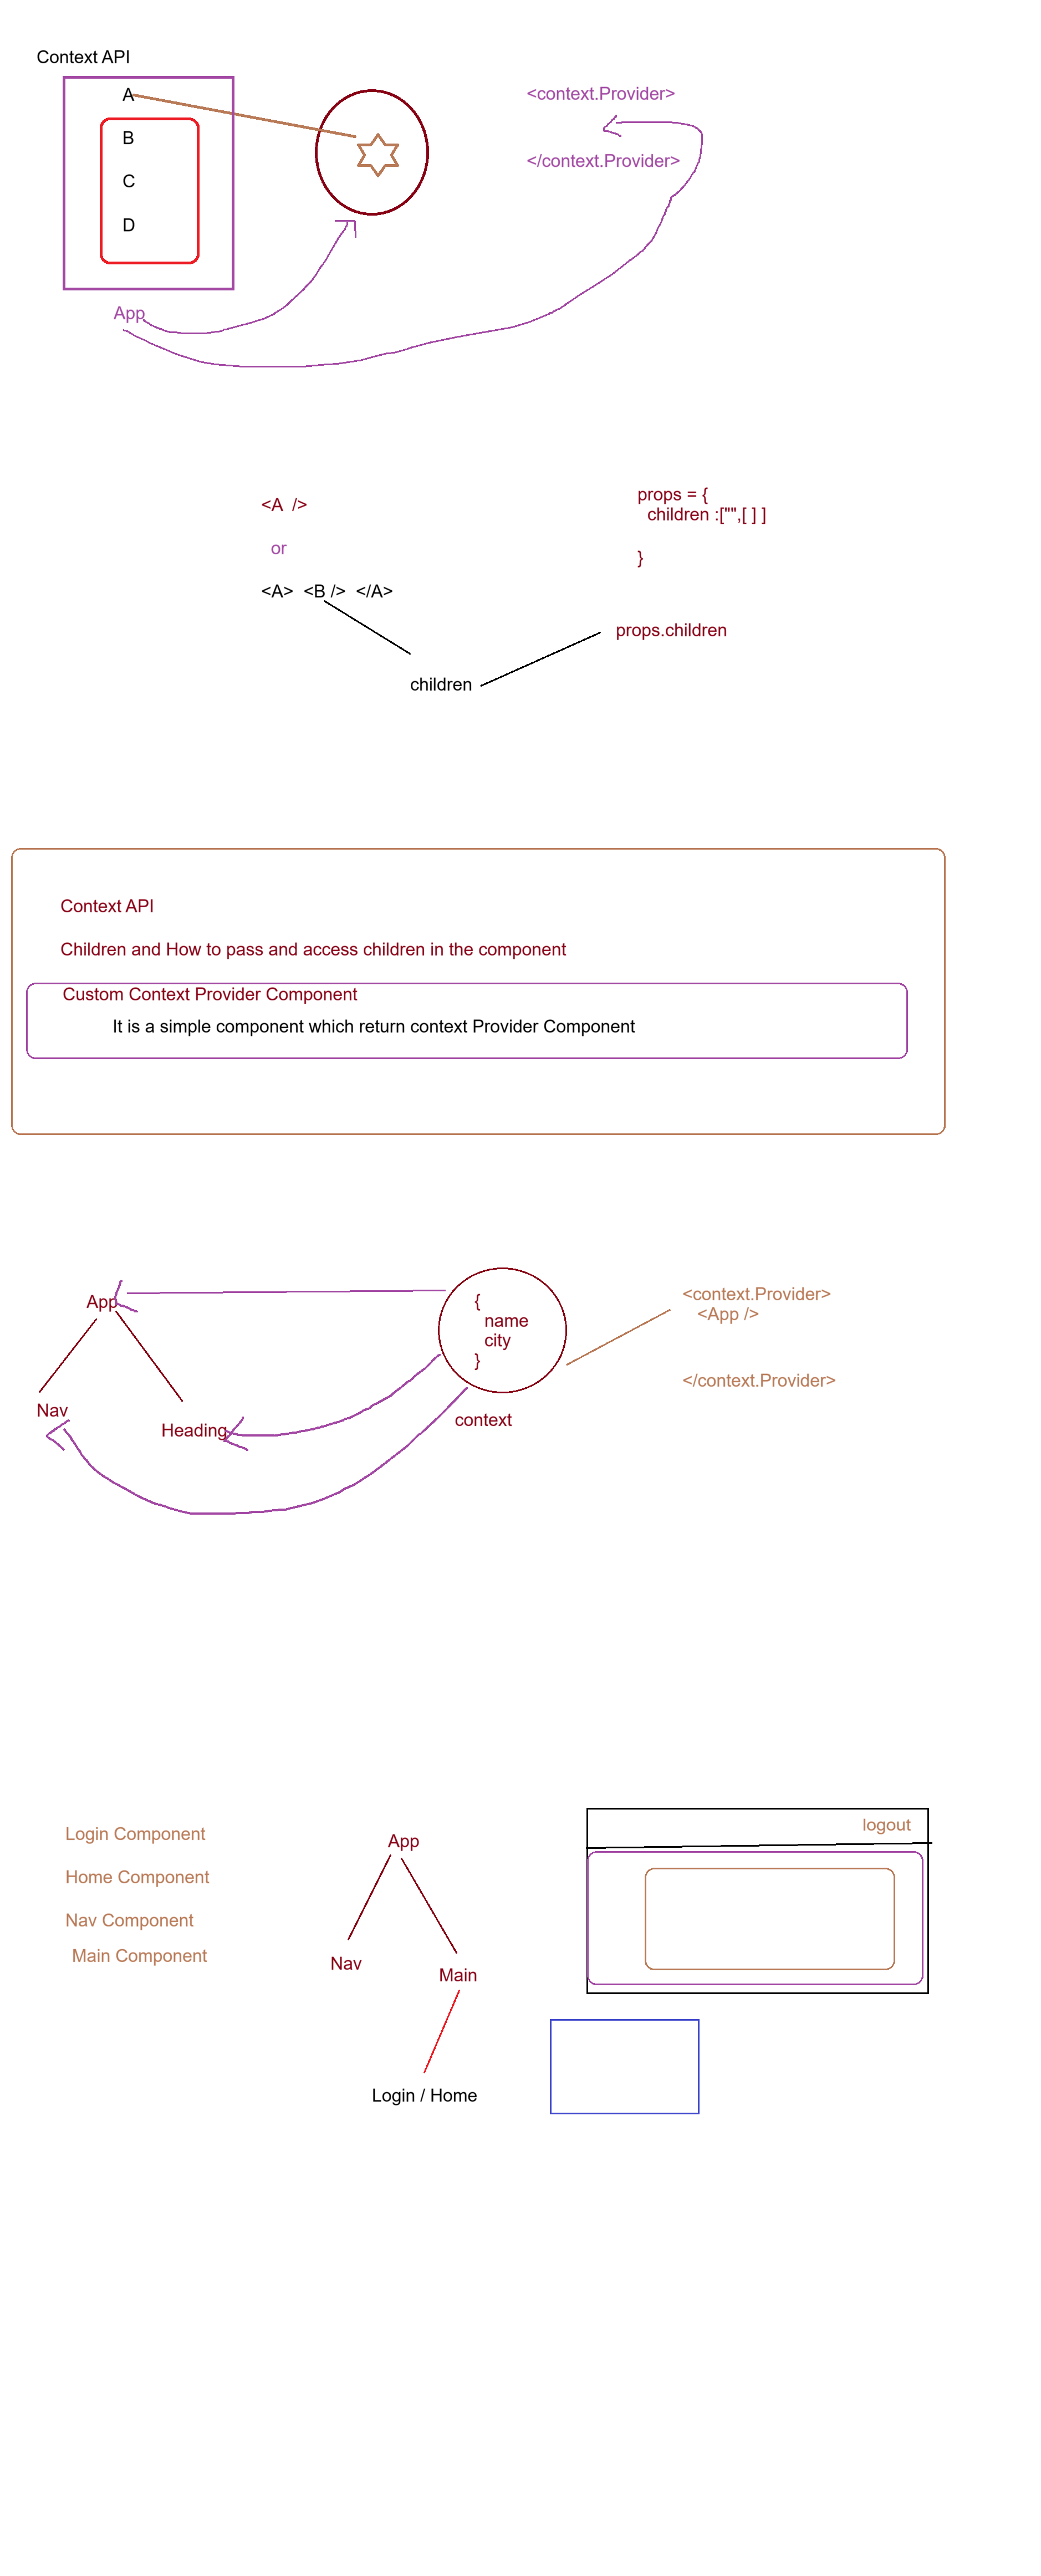 Context API
A
B
C
D
App
<context.Provider>
</context.Provider>
<A />
or
<A> <B /> </A>
children
props = {
children :["",[ ] ]
}
props.children
Context API
Children and How to pass and access children in the component
Custom Context Provider Component
It is a simple component which return context Provider Component
App
Nav
Heading
{
name
city
}
context
<context.Provider>
<App />
</context.Provider>
Login Component
Home Component
Nav Component
Main Component
App
Nav
Main
Login / Home
logout